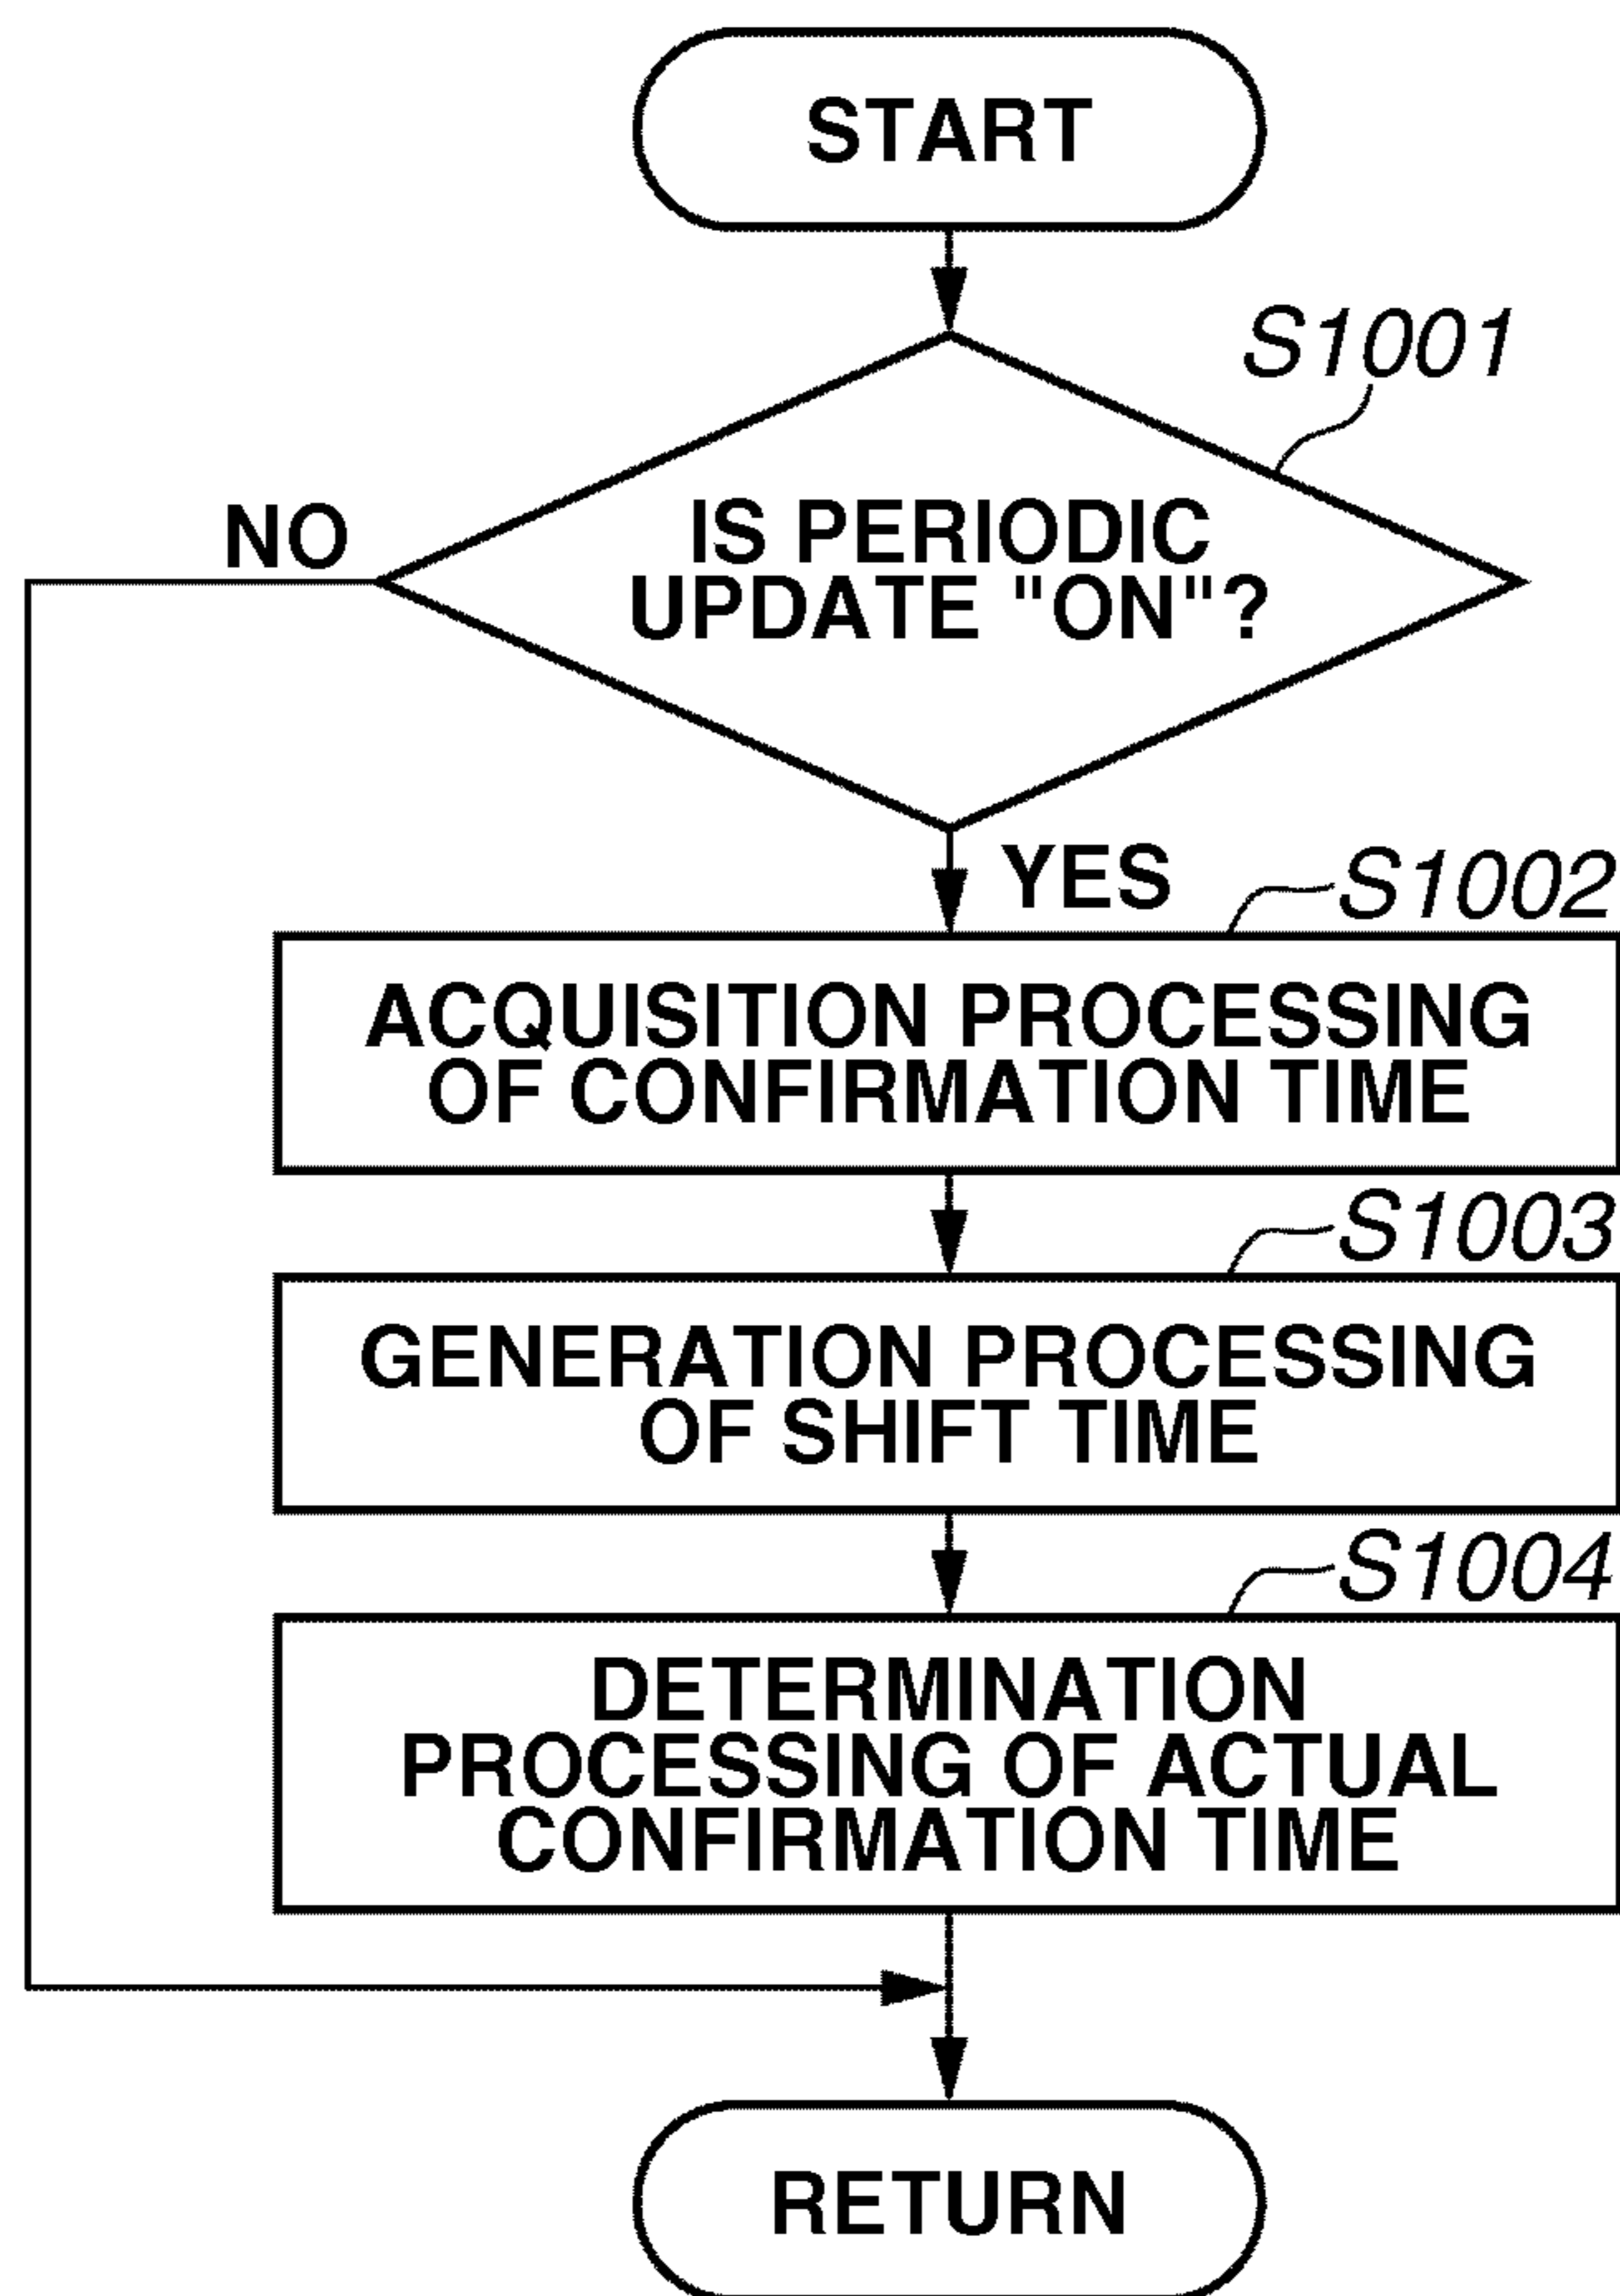 START
S1001
NO
IS PERIODIC
UPDATE "ON"?
YES
S1002
ACQUISITION PROCESSING
OF CONFIRMATION TIME
S1003
GENERATION PROCESSING
OF SHIFT TIME
S1004
DETERMINATION
PROCESSING OF ACTUAL
CONFIRMATION TIME
RETURN